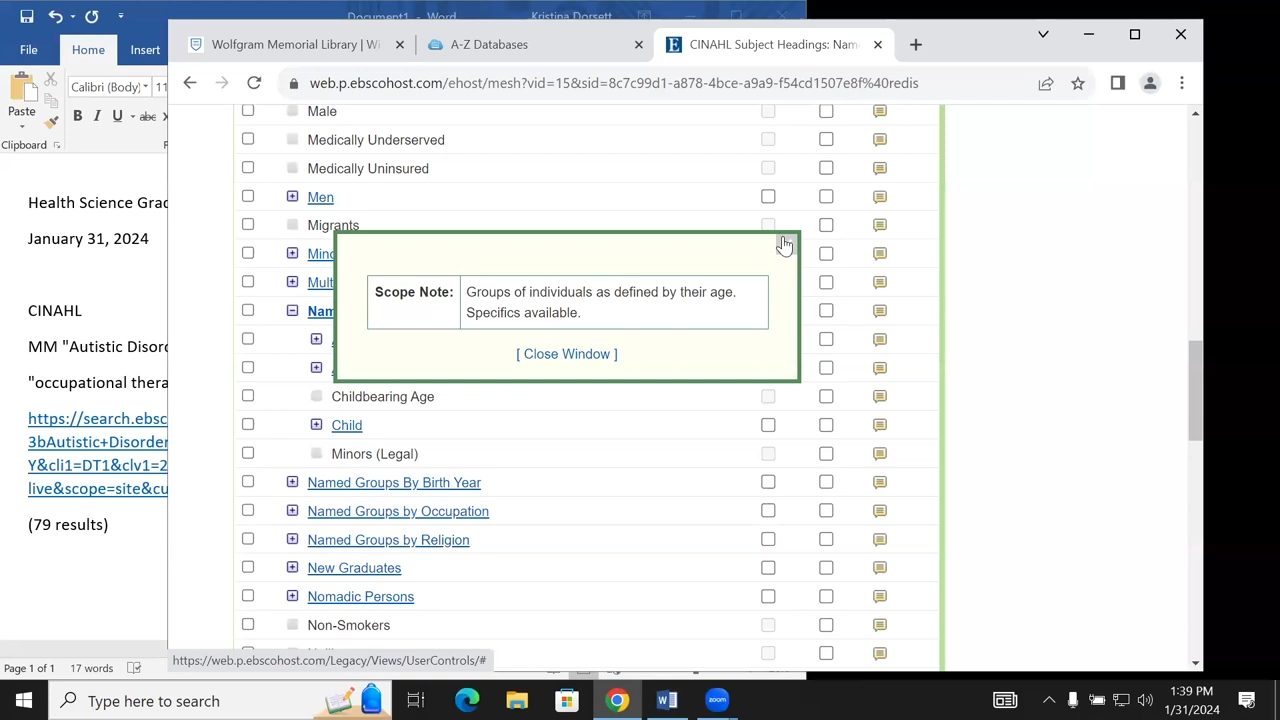 Document1 - Word
Kristina Dorsett
File
Home
Insert
Paste
Calibri (Body)
11
B I U abc
Clipboard
Health Science Grad
January 31, 2024
CINAHL
MM "Autistic Disord
"occupational thera
https://search.ebsc
3bAutistic+Disorder
Y&cli1=DT1&clv1=2
live&scope=site&cu
(79 results)
Page 1 of 1
17 words
Wolfgram Memorial Library | Wi
A-Z Databases
CINAHL Subject Headings: Nam
web.p.ebscohost.com/ehost/mesh?vid=15&sid=8c7c99d1-a878-4bce-a9a9-f54cd1507e8f%40redis
Male
Medically Underserved
Medically Uninsured
Men
Migrants
Mino
Mult
Nam
Scope Note:
Groups of individuals as defined by their age.
Specifics available.
[ Close Window ]
Childbearing Age
Child
Minors (Legal)
Named Groups By Birth Year
Named Groups by Occupation
Named Groups by Religion
New Graduates
Nomadic Persons
Non-Smokers
https://web.p.ebscohost.com/Legacy/Views/UserControls/#
Type here to search
zoom
1:39 PM
1/31/2024